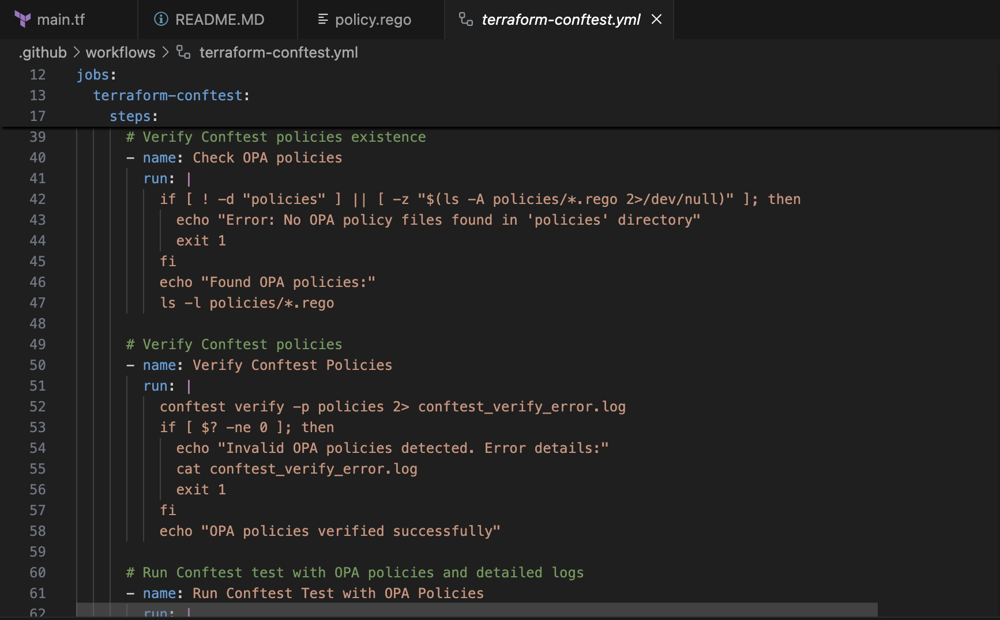 main.tf README.MD policy.rego terraform-conftest.yml
.github > workflows > terraform-conftest.yml
12 jobs:
13 terraform-conftest:
17 steps:
39 # Verify Conftest policies existence
40 - name: Check OPA policies
41 run: |
42 if [ ! -d "policies" ] || [ -z "$(ls -A policies/*.rego 2>/dev/null)" ]; then
43 echo "Error: No OPA policy files found in 'policies' directory"
44 exit 1
45 fi
46 echo "Found OPA policies:"
47 ls -l policies/*.rego
48
49 # Verify Conftest policies
50 - name: Verify Conftest Policies
51 run: |
52 conftest verify -p policies 2> conftest_verify_error.log
53 if [ $? -ne 0 ]; then
54 echo "Invalid OPA policies detected. Error details:"
55 cat conftest_verify_error.log
56 exit 1
57 fi
58 echo "OPA policies verified successfully"
59
60 # Run Conftest test with OPA policies and detailed logs
61 - name: Run Conftest Test with OPA Policies
62 run: |